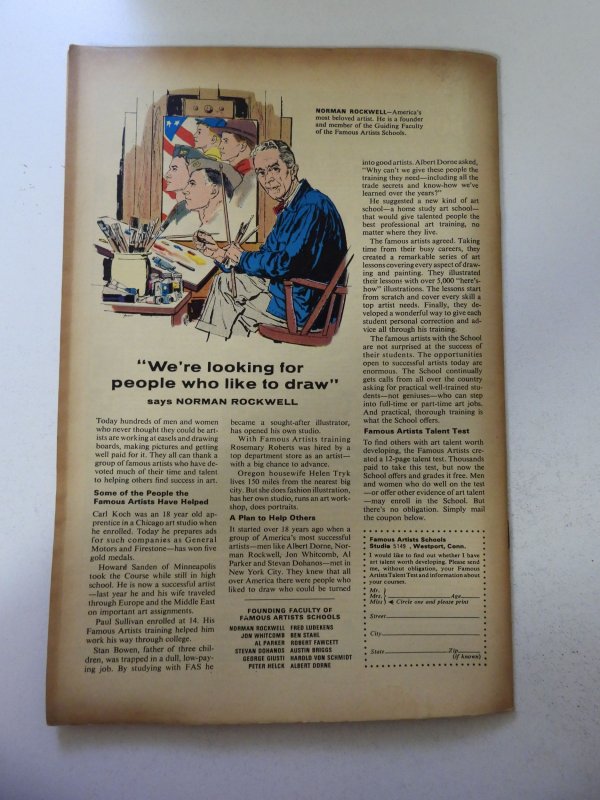 NORMAN ROCKWELL—America's
most beloved artist. He is a founder
and member of the Guiding Faculty
of the Famous Artists Schools.
"We're looking for
people who like to draw"
says NORMAN ROCKWELL
Today hundreds of men and women
who never thought they could be art-
ists are working at easels and drawing
boards, making pictures and getting
well paid for it. They all can thank a
group of famous artists who have de-
voted much of their time and talent
to helping others find success in art.
Some of the People the
Famous Artists Have Helped
Carl Koch was an 18 year old ap-
prentice in a Chicago art studio when
he enrolled. Today he prepares ads
for such companies as General
Motors and Firestone—has won five
gold medals.
Howard Sanden of Minneapolis
took the Course while still in high
school. He is now a successful artist
—last year he and his wife traveled
through Europe and the Middle East
on important art assignments.
Paul Sullivan enrolled at 14. His
Famous Artists training helped him
work his way through college.
Stan Bowen, father of three chil-
dren, was trapped in a dull, low-pay-
ing job. By studying with FAS he
became a sought-after illustrator,
has opened his own studio.
With Famous Artists training
Rosemary Roberts was hired by a
top department store as an artist—
with a big chance to advance.
Oregon housewife Helen Tryk
lives 150 miles from the nearest big
city. But she does fashion illustration,
has her own studio, runs an art work-
shop, does portraits.
A Plan to Help Others
It started over 18 years ago when a
group of America's most successful
artists—men like Albert Dorne, Nor-
man Rockwell, Jon Whitcomb, Al
Parker and Stevan Dohanos—met in
New York City. They knew that all
over America there were people who
liked to draw who could be turned
FOUNDING FACULTY OF
FAMOUS ARTISTS SCHOOLS
NORMAN ROCKWELL FRED LUDEKENS
JON WHITCOMB BEN STAHL
AL PARKER ROBERT FAWCETT
STEVAN DOHANOS AUSTIN BRIGGS
GEORGE GIUSTI HAROLD VON SCHMIDT
PETER HELCK ALBERT DORNE
into good artists. Albert Dorne asked,
"Why can't we give these people the
training they need—including all the
trade secrets and know-how we've
learned over the years?"
He suggested a new kind of art
school—a home study art school—
that would give talented people the
best professional art training, no
matter where they live.
The famous artists agreed. Taking
time from their busy careers, they
created a remarkable series of art
lessons covering every aspect of draw-
ing and painting. They illustrated
their lessons with over 5,000 "here's-
how" illustrations. The lessons start
from scratch and cover every skill a
top artist needs. Finally, they de-
veloped a wonderful way to give each
student personal correction and ad-
vice all through his training.
The famous artists with the School
are not surprised at the success of
their students. The opportunities
open to successful artists today are
enormous. The School continually
gets calls from all over the country
asking for practical well-trained stu-
dents—not geniuses—who can step
into full-time or part-time art jobs.
And practical, thorough training is
what the School offers.
Famous Artists Talent Test
To find others with art talent worth
developing, the Famous Artists cre-
ated a 12-page talent test. Thousands
paid to take this test, but now the
School offers and grades it free. Men
and women who do well on the test
—or offer other evidence of art talent
—may enroll in the School. But
there's no obligation. Simply mail
the coupon below.
Famous Artists Schools
Studio 5149, Westport, Conn.
I would like to find out whether I have
art talent worth developing. Please send
me, without obligation, your Famous
Artists Talent Test and information about
your courses.
Mr.
Mrs. Age
Miss Circle one and please print
Street
City
State Zip
(if known)